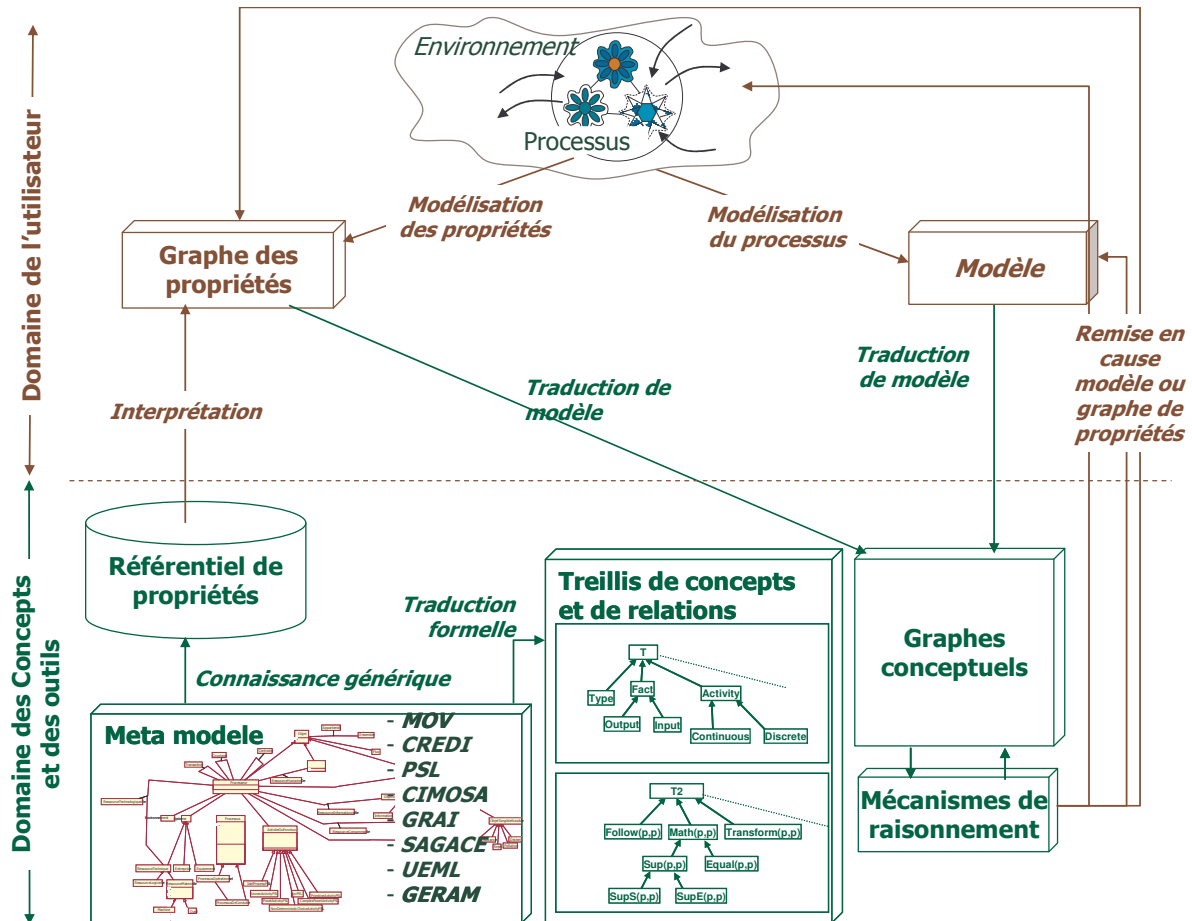 Environnement
Processus
Domaine de l'utilisateur
Modélisation
des propriétés
Modélisation
du processus
Graphe des
propriétés
Modèle
Remise en
cause
modèle ou
graphe de
propriétés
Traduction
de modèle
Traduction de
modèle
Interprétation
Domaine des Concepts
et des outils
Référentiel de
propriétés
Traduction
formelle
Connaissance générique
Treillis de concepts
et de relations
T
Type
Fact
Activity
Output
Input
Continuous
Discrete
T2
Follow(p,p)
Math(p,p)
Transform(p,p)
Sup(p,p)
Equal(p,p)
SupS(p,p)
SupE(p,p)
Graphes
conceptuels
Mécanismes de
raisonnement
Meta modele
- MOV
- CREDI
- PSL
- CIMOSA
- GRAI
- SAGACE
- UEML
- GERAM